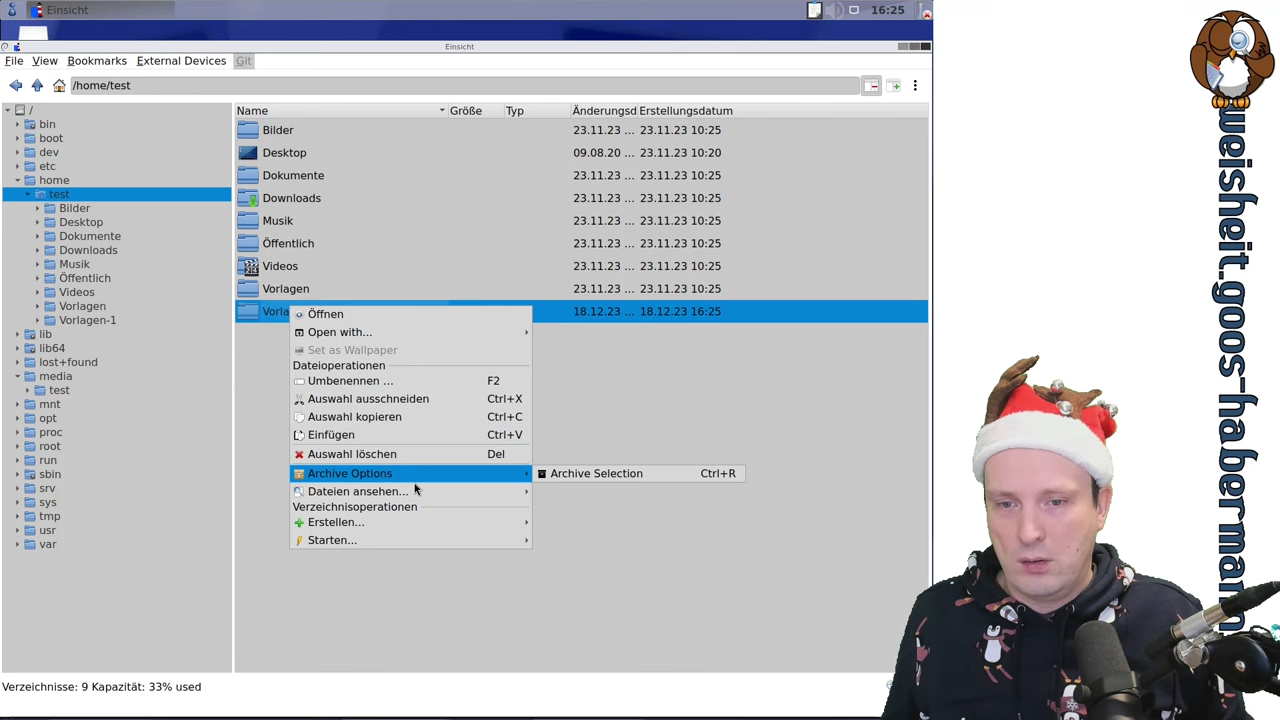 Einsicht 16:25
Einsicht
File View Bookmarks External Devices Git
/home/test
/
bin
boot
dev
etc
home
test
Bilder
Desktop
Dokumente
Downloads
Musik
Öffentlich
Videos
Vorlagen
Vorlagen-1
lib
lib64
lost+found
media
test
mnt
opt
proc
root
run
sbin
srv
sys
tmp
usr
var
Name Größe Typ Änderungsd Erstellungsdatum
Bilder 23.11.23 ... 23.11.23 10:25
Desktop 09.08.20 ... 23.11.23 10:20
Dokumente 23.11.23 ... 23.11.23 10:25
Downloads 23.11.23 ... 23.11.23 10:25
Musik 23.11.23 ... 23.11.23 10:25
Öffentlich 23.11.23 ... 23.11.23 10:25
Videos 23.11.23 ... 23.11.23 10:25
Vorlagen 23.11.23 ... 23.11.23 10:25
Vorla 18.12.23 ... 18.12.23 16:25
Öffnen
Open with...
Set as Wallpaper
Dateioperationen
Umbenennen ... F2
Auswahl ausschneiden Ctrl+X
Auswahl kopieren Ctrl+C
Einfügen Ctrl+V
Auswahl löschen Del
Archive Options
Dateien ansehen...
Verzeichnisoperationen
Erstellen...
Starten...
Archive Selection Ctrl+R
Verzeichnisse: 9 Kapazität: 33% used
weisheit.goos-habermann